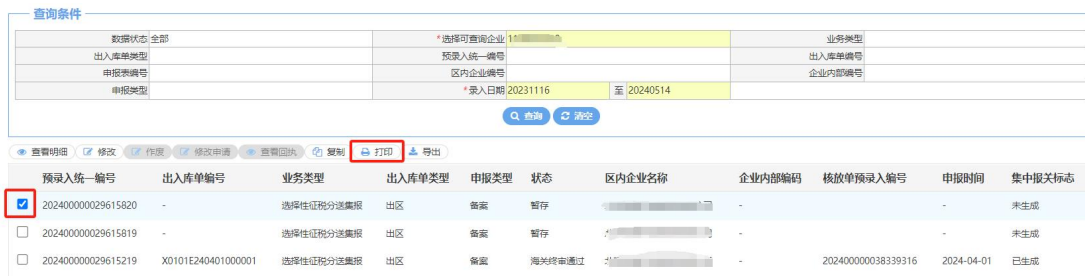 查询条件
数据状态 全部 *选择可查询企业 业务类型
出入库单类型 预录入统一编号 出入库单编号
申报表编号 区内企业编号 企业内部编号
申报类型 *录入日期 20231116 至 20240514
查询 清空
查看明细 修改 作废 修改申请 查看回执 复制 打印 导出
预录入统一编号 出入库单编号 业务类型 出入库单类型 申报类型 状态 区内企业名称 企业内部编码 核放单预录入编号 申报时间 集中报关标志
202400000029615820 - 选择性征税分送集报 出区 备案 暂存 - - 未生成
202400000029615819 - 选择性征税分送集报 出区 备案 暂存 - - 未生成
202400000029615219 X0101E240401000001 选择性征税分送集报 出区 备案 海关终审通过 - 202400000038339316 2024-04-01 已生成